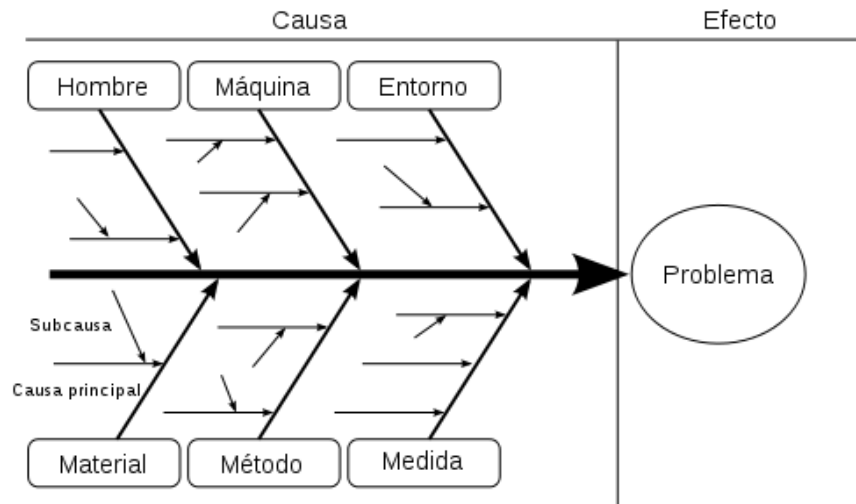 Causa
Efecto
Hombre
Máquina
Entorno
Problema
Subcausa
Causa principal
Material
Método
Medida